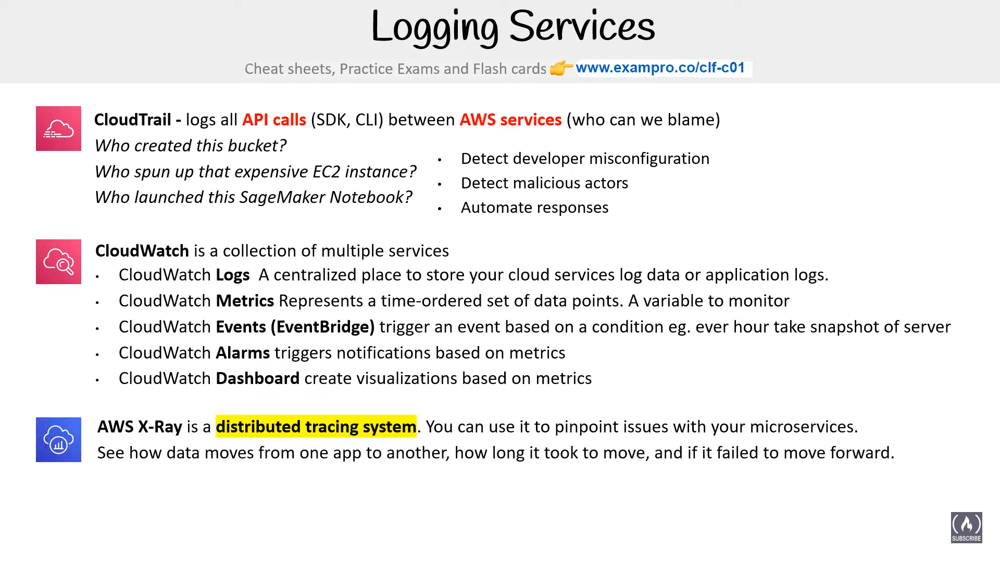 Logging Services
Cheat sheets, Practice Exams and Flash cards 👉 www.exampro.co/clf-c01
CloudTrail - logs all API calls (SDK, CLI) between AWS services (who can we blame)
Who created this bucket?
Who spun up that expensive EC2 instance?
Who launched this SageMaker Notebook?
• Detect developer misconfiguration
• Detect malicious actors
• Automate responses
CloudWatch is a collection of multiple services
• CloudWatch Logs A centralized place to store your cloud services log data or application logs.
• CloudWatch Metrics Represents a time-ordered set of data points. A variable to monitor
• CloudWatch Events (EventBridge) trigger an event based on a condition eg. ever hour take snapshot of server
• CloudWatch Alarms triggers notifications based on metrics
• CloudWatch Dashboard create visualizations based on metrics
AWS X-Ray is a distributed tracing system. You can use it to pinpoint issues with your microservices.
See how data moves from one app to another, how long it took to move, and if it failed to move forward.
SUBSCRIBE